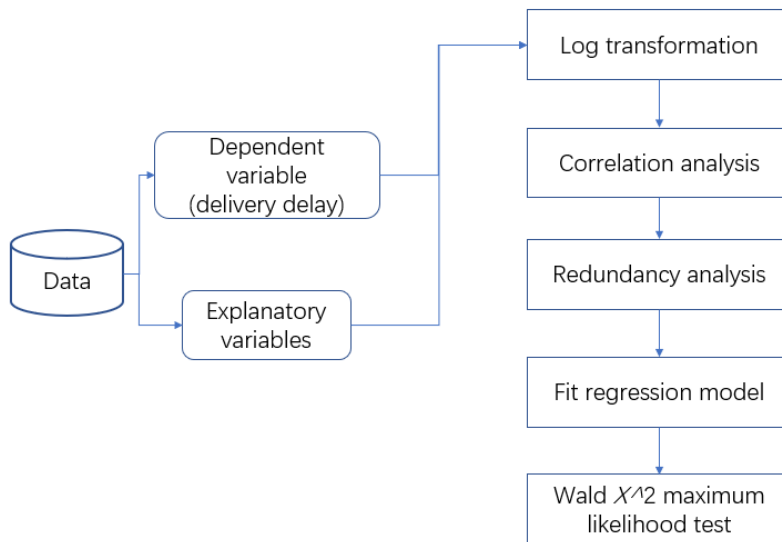 Data
Dependent
variable
(delivery delay)
Explanatory
variables
Log transformation
Correlation analysis
Redundancy analysis
Fit regression model
Wald X^2 maximum
likelihood test